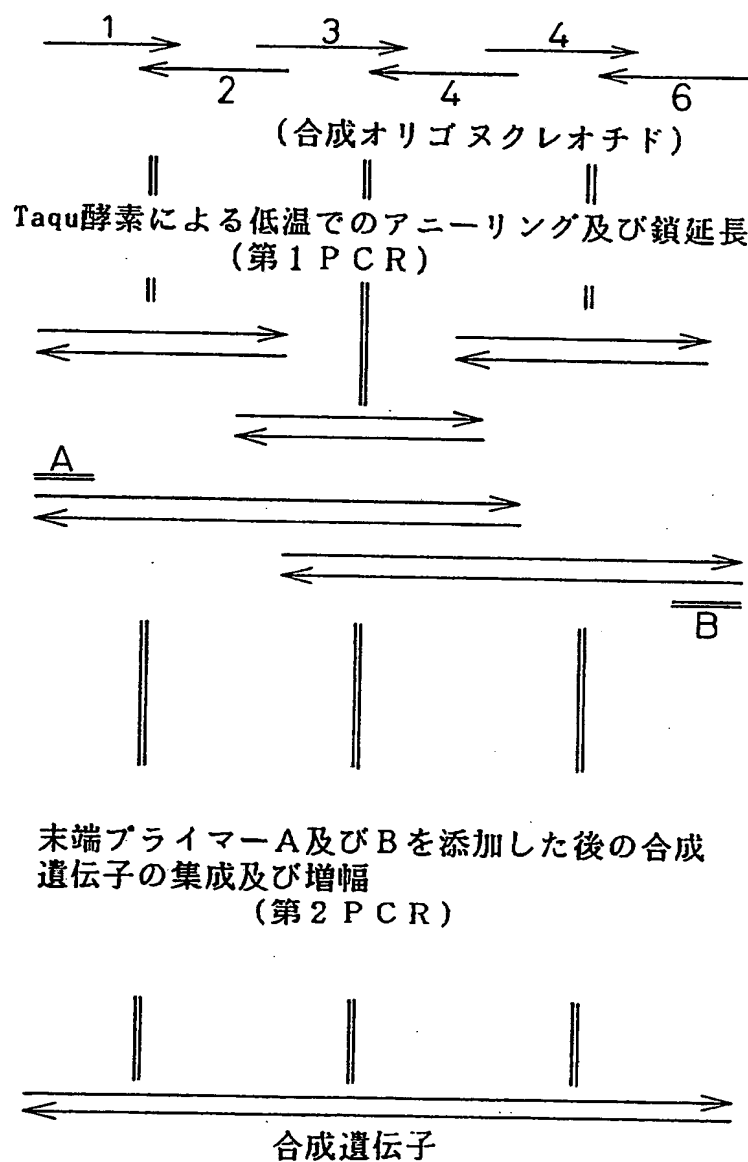 1 3 4
2 4 6
(合成オリゴヌクレオチド)
Taqu酵素による低温でのアニーリング及び鎖延長
(第1PCR)
A
B
末端プライマーA及びBを添加した後の合成
遺伝子の集成及び増幅
(第2PCR)
合成遺伝子